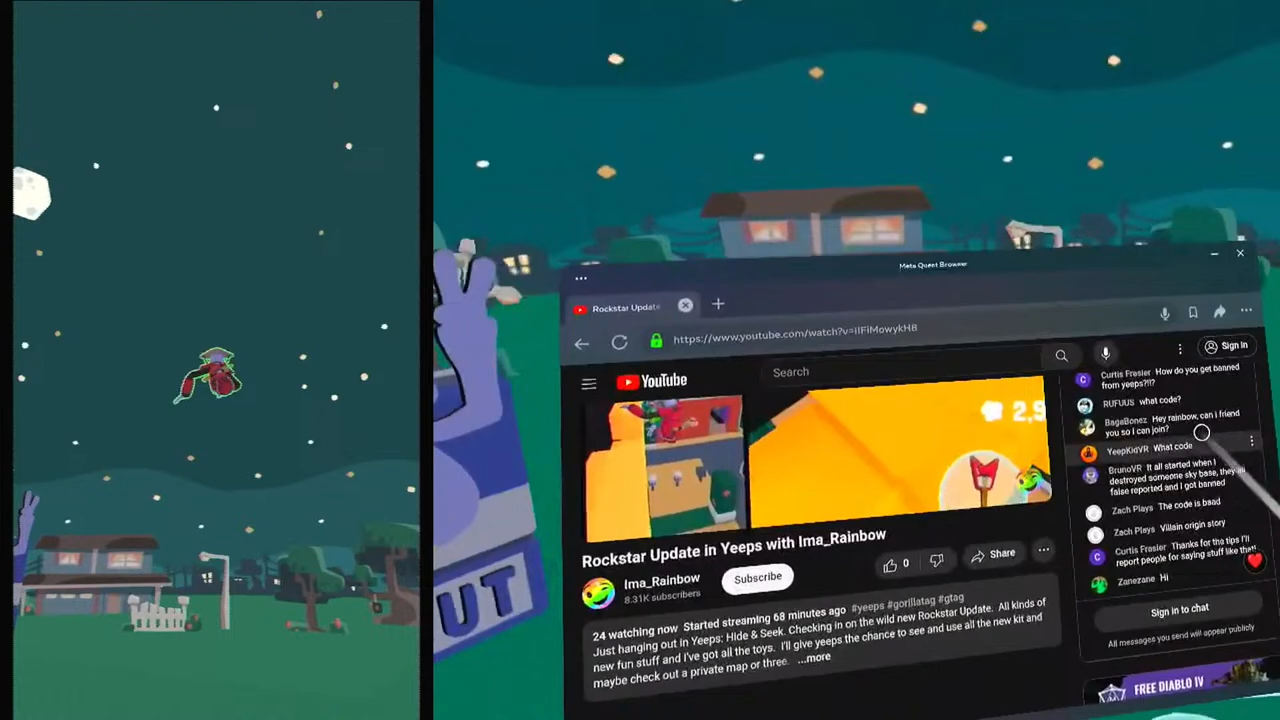 Meta Quest Browser
Rockstar Update
https://www.youtube.com/watch?v=IIFiMowykH8
YouTube
Search
Sign in
2,9
Curtis Frasier How do you get banned
from yeeps?!!?
RUFUUS what code?
BagaBonez Hey rainbow, can i friend
you so I can join?
YeepKidVR What code
BrunoVR It all started when I
destroyed someone sky base, they all
false reported and I got banned
Zach Plays The code is baad
Zach Plays Villain origin story
Curtis Frasier Thanks for the tips I'll
report people for saying stuff like that!!
Zanezane Hi
Sign in to chat
All messages you send will appear publicly
Rockstar Update in Yeeps with Ima_Rainbow
Ima_Rainbow
8.31K subscribers
Subscribe
0
Share
24 watching now Started streaming 68 minutes ago #yeeps #gorillatag #gtag
Just hanging out in Yeeps: Hide & Seek. Checking in on the wild new Rockstar Update. All kinds of
new fun stuff and I've got all the toys. I'll give yeeps the chance to see and use all the new kit and
maybe check out a private map or three. ...more
FREE DIABLO IV
UT